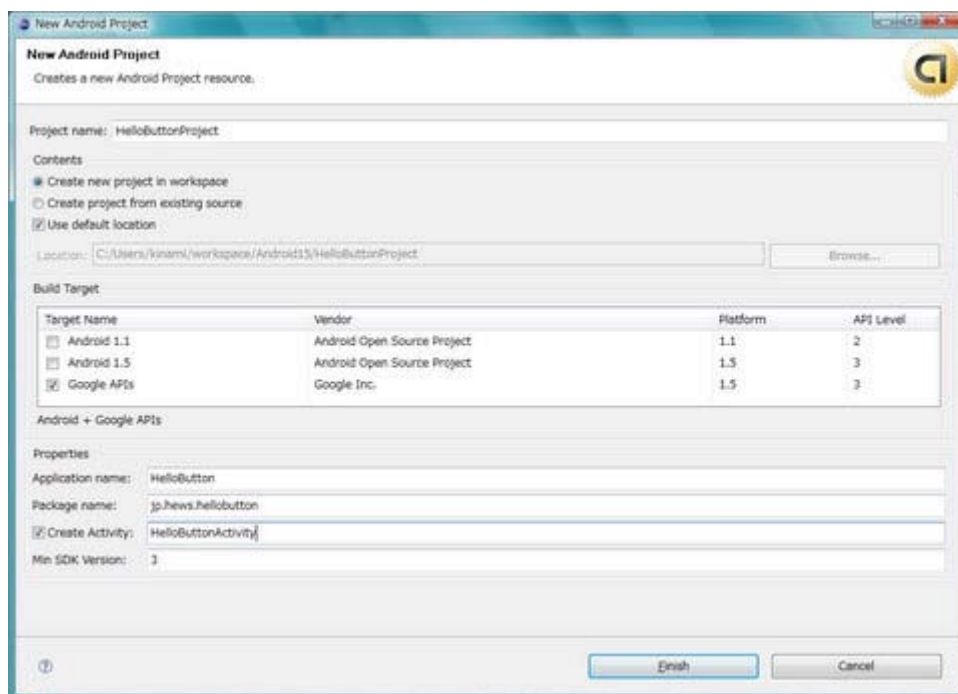 New Android Project
New Android Project
Creates a new Android Project resource.
Project name: HelloButtonProject
Contents
Create new project in workspace
Create project from existing source
Use default location
Location: C:/Users/kinami/workspace/Android15/HelloButtonProject Browse...
Build Target
Target Name Vendor Platform API Level
Android 1.1 Android Open Source Project 1.1 2
Android 1.5 Android Open Source Project 1.5 3
Google APIs Google Inc. 1.5 3
Android + Google APIs
Properties
Application name: HelloButton
Package name: jp.hews.hellobutton
Create Activity: HelloButtonActivity
Min SDK Version: 3
Finish Cancel